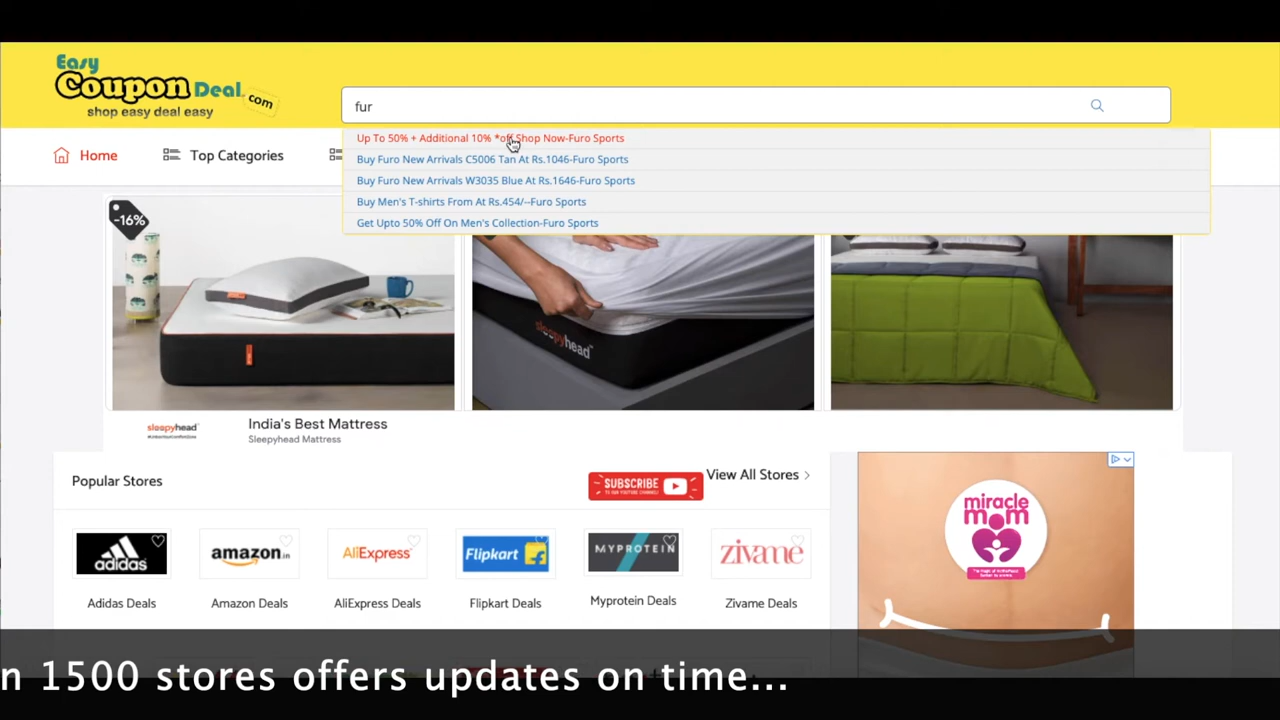 Easy
Coupon Deal
.com
shop easy deal easy
fur
Up To 50% + Additional 10% *off Shop Now-Furo Sports
Buy Furo New Arrivals C5006 Tan At Rs.1046-Furo Sports
Buy Furo New Arrivals W3035 Blue At Rs.1646-Furo Sports
Buy Men's T-shirts From At Rs.454/--Furo Sports
Get Upto 50% Off On Men's Collection-Furo Sports
Home
Top Categories
-16%
sleepyhead
sleepyhead
India's Best Mattress
Sleepyhead Mattress
Popular Stores
SUBSCRIBE
TO OUR YOUTUBE CHANNEL
View All Stores
miracle
mom
adidas
amazon.in
AliExpress
Flipkart
MYPROTEIN
zivame
Adidas Deals
Amazon Deals
AliExpress Deals
Flipkart Deals
Myprotein Deals
Zivame Deals
n 1500 stores offers updates on time...